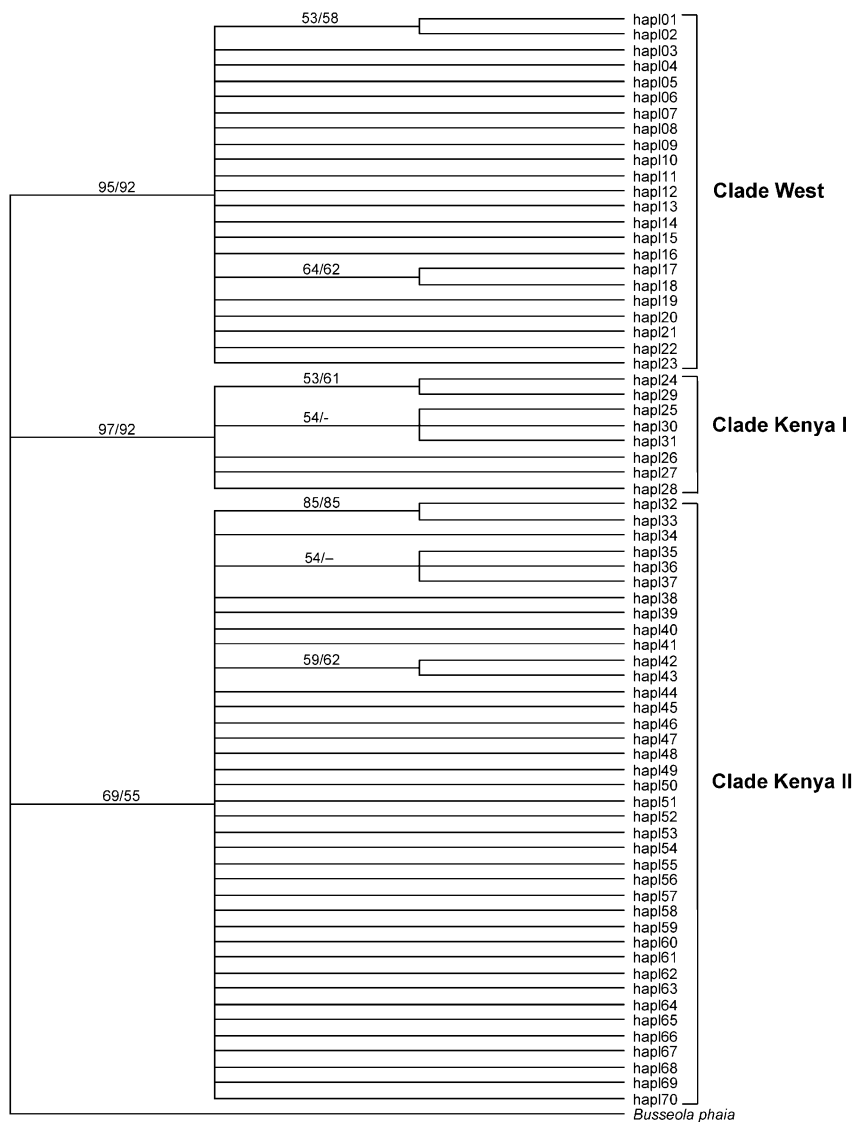 53/58
hapl01
hapl02
hapl03
hapl04
hapl05
hapl06
hapl07
hapl08
hapl09
hapl10
hapl11
95/92
hapl12
Clade West
hapl13
hapl14
hapl15
hapl16
64/62
hapl17
hapl18
hapl19
hapl20
hapl21
hapl22
hapl23
53/61
hapl24
hapl29
hapl25
54/-
hapl30
Clade Kenya I
97/92
hapl31
hapl26
hapl27
hapl28
85/85
hapl32
hapl33
hapl34
hapl35
54/–
hapl36
hapl37
hapl38
hapl39
hapl40
hapl41
59/62
hapl42
hapl43
hapl44
hapl45
hapl46
hapl47
hapl48
hapl49
Clade Kenya II
hapl50
69/55
hapl51
hapl52
hapl53
hapl54
hapl55
hapl56
hapl57
hapl58
hapl59
hapl60
hapl61
hapl62
hapl63
hapl64
hapl65
hapl66
hapl67
hapl68
hapl69
hapl70
Busseola phaia